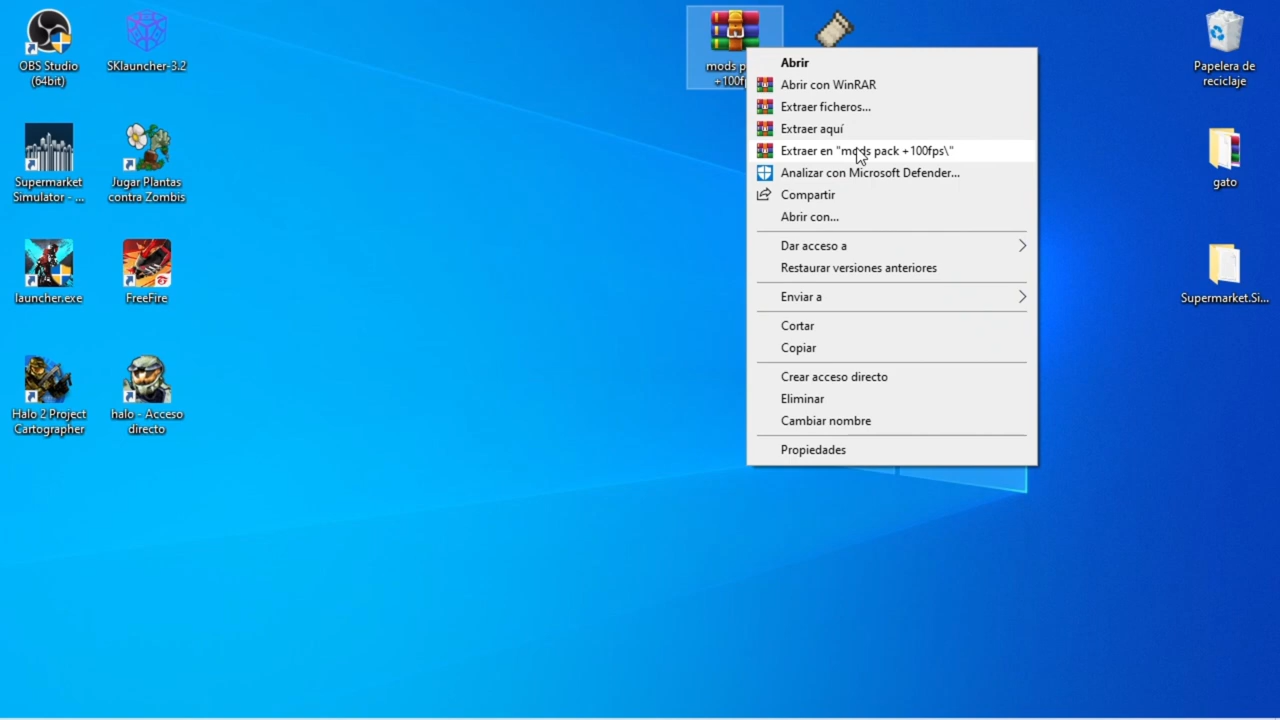 OBS Studio
(64bit)
SKlauncher-3.2
Supermarket
Simulator - ...
Jugar Plantas
contra Zombis
launcher.exe
FreeFire
Halo 2 Project
Cartographer
halo - Acceso
directo
mods p
+100f
Abrir
Abrir con WinRAR
Extraer ficheros...
Extraer aquí
Extraer en "mods pack +100fps\"
Analizar con Microsoft Defender...
Compartir
Abrir con...
Dar acceso a
Restaurar versiones anteriores
Enviar a
Cortar
Copiar
Crear acceso directo
Eliminar
Cambiar nombre
Propiedades
Papelera de
reciclaje
gato
Supermarket.Si...